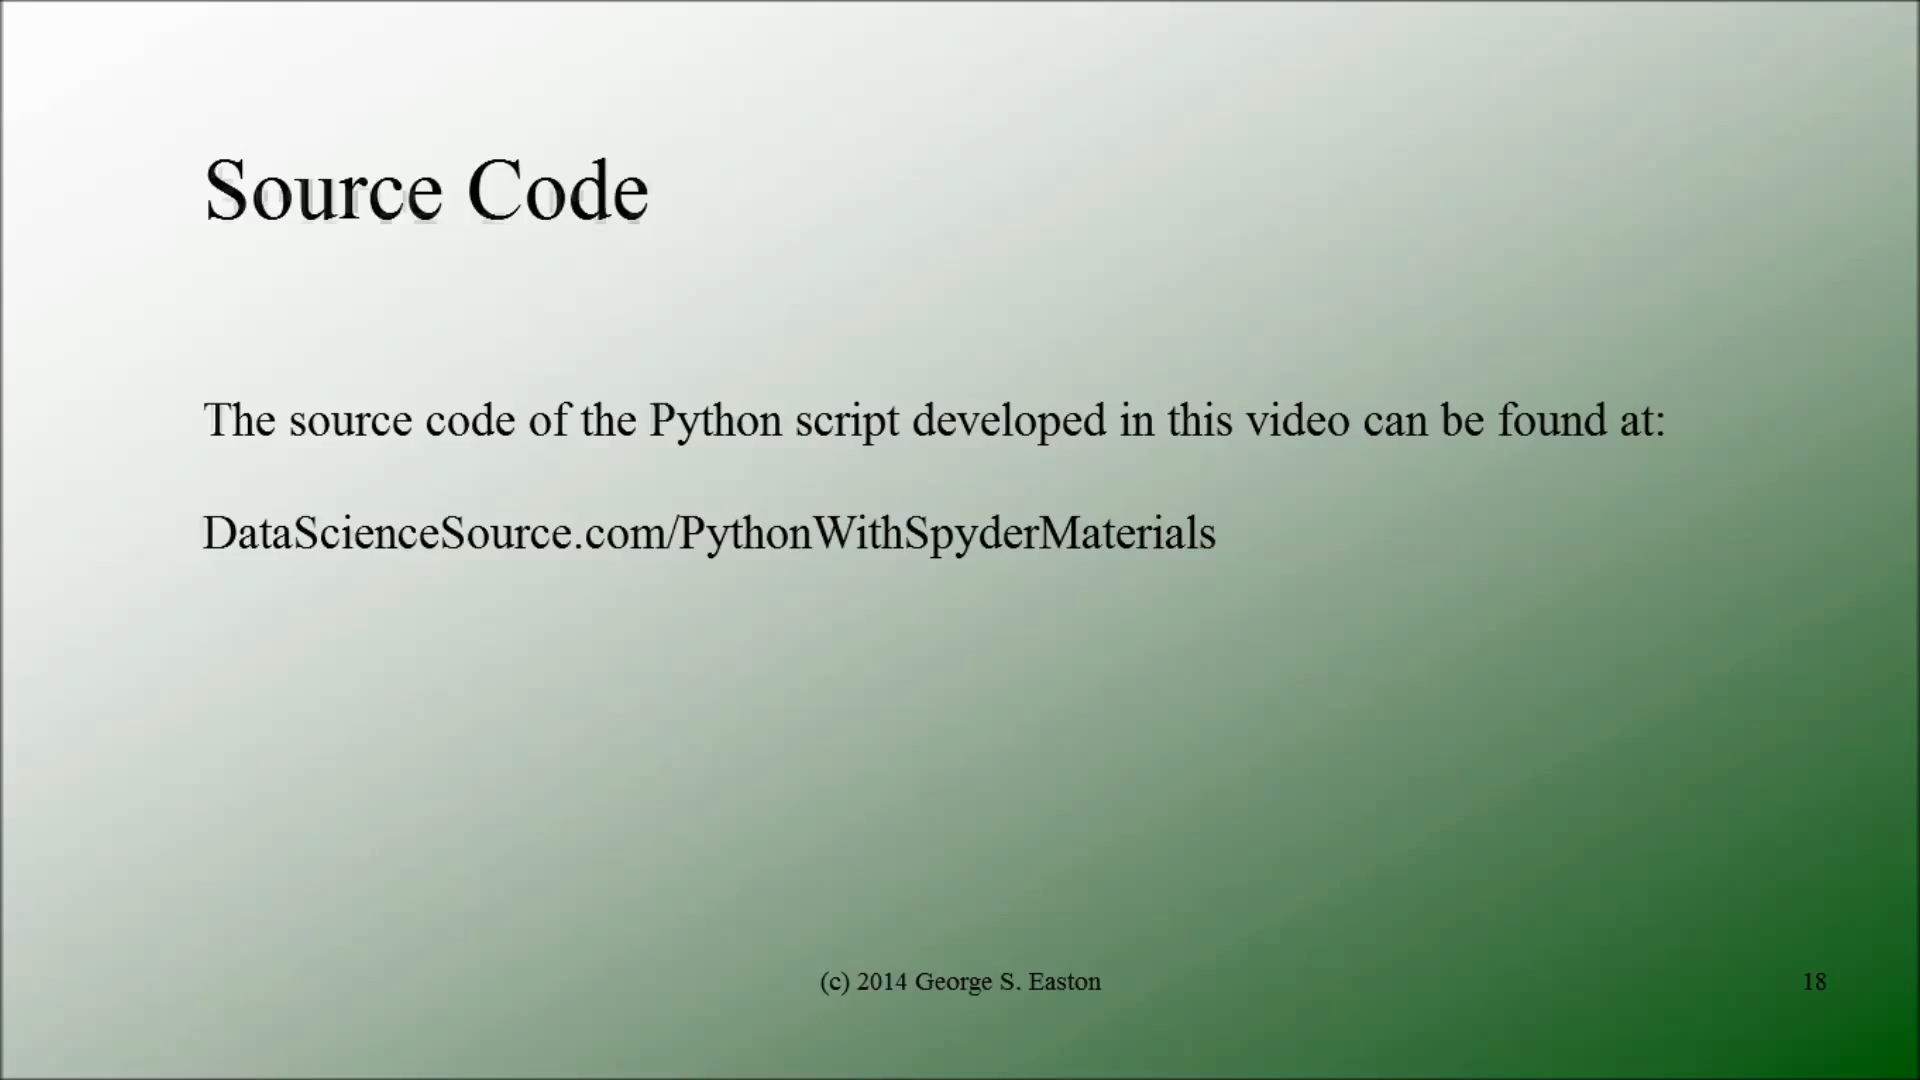 Source Code
The source code of the Python script developed in this video can be found at:
DataScienceSource.com/PythonWithSpyderMaterials
(c) 2014 George S. Easton
18